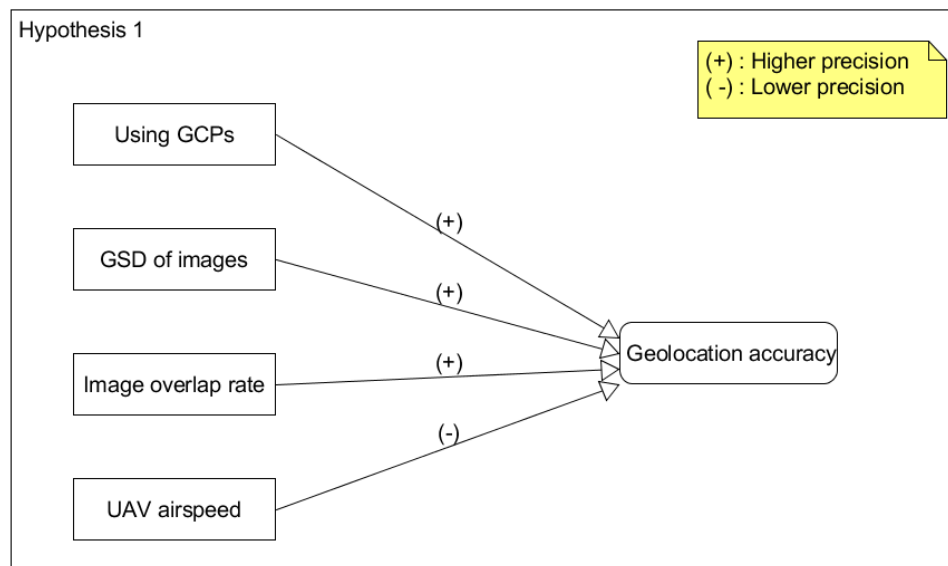 Hypothesis 1
(+) : Higher precision
( -) : Lower precision
Using GCPs
(+)
GSD of images
(+)
Geolocation accuracy
Image overlap rate
(+)
(-)
UAV airspeed